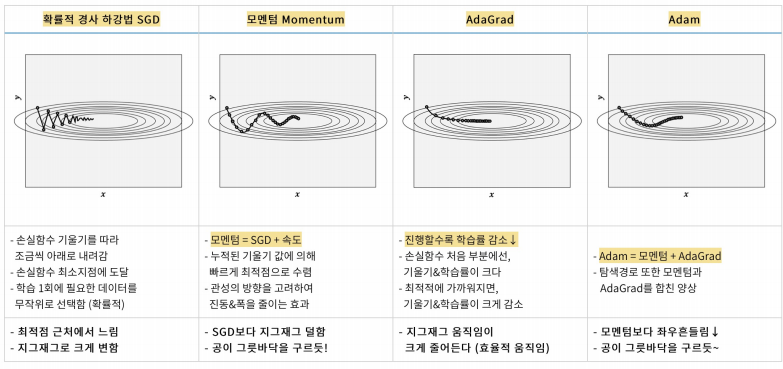 확률적 경사 하강법 SGD
모멘텀 Momentum
AdaGrad
Adam
y
x
y
x
y
x
y
x
- 손실함수 기울기를 따라
조금씩 아래로 내려감
- 손실함수 최소지점에 도달
- 학습 1회에 필요한 데이터를
무작위로 선택함 (확률적)
- 모멘텀 = SGD + 속도
- 누적된 기울기 값에 의해
빠르게 최적점으로 수렴
- 관성의 방향을 고려하여
진동&폭을 줄이는 효과
- 진행할수록 학습률 감소↓
- 손실함수 처음 부분에선,
기울기&학습률이 크다
- 최적적에 가까워지면,
기울기&학습률이 크게 감소
- Adam = 모멘텀 + AdaGrad
- 탐색경로 또한 모멘텀과
AdaGrad를 합친 양상
- 최적점 근처에서 느림
- 지그재그로 크게 변함
- SGD보다 지그재그 덜함
- 공이 그릇바닥을 구르듯!
- 지그재그 움직임이
크게 줄어든다 (효율적 움직임)
- 모멘텀보다 좌우흔들림↓
- 공이 그릇바닥을 구르듯~